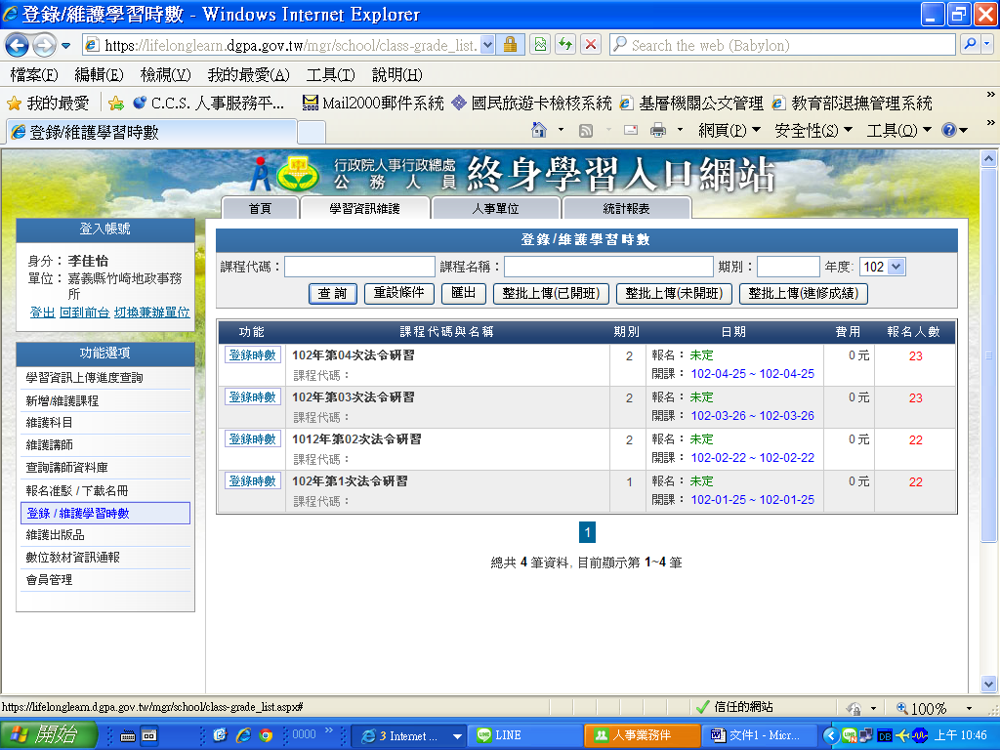 登錄/維護學習時數 - Windows Internet Explorer
https://lifelonglearn.dgpa.gov.tw/mgr/school/class-grade_list.
Search the web (Babylon)
檔案(F) 編輯(E) 檢視(V) 我的最愛(A) 工具(T) 說明(H)
我的最愛 C.C.S. 人事服務平... Mail2000郵件系統 國民旅遊卡檢核系統 基層機關公文管理 教育部退撫管理系統
登錄/維護學習時數
網頁(P) 安全性(S) 工具(O)
行政院人事行政總處
公務人員
終身學習入口網站
首頁 學習資訊維護 人事單位 統計報表
登入帳號
身分：李佳怡
單位：嘉義縣竹崎地政事務
所
登出 回到前台 切換兼辦單位
功能選項
學習資訊上傳進度查詢
新增/維護課程
維護科目
維護講師
查詢講師資料庫
報名准駁 / 下載名冊
登錄 / 維護學習時數
維護出版品
數位教材資訊通報
會員管理
登錄/維護學習時數
課程代碼： 課程名稱： 期別： 年度: 102
查詢 重設條件 匯出 整批上傳(已開班) 整批上傳(未開班) 整批上傳(進修成績)
功能 課程代碼與名稱 期別 日期 費用 報名人數
登錄時數 102年第04次法令研習 2 報名：未定 0元 23
課程代碼： 開課：102-04-25 ~ 102-04-25
登錄時數 102年第03次法令研習 2 報名：未定 0元 23
課程代碼： 開課：102-03-26 ~ 102-03-26
登錄時數 1012年第02次法令研習 2 報名：未定 0元 22
課程代碼： 開課：102-02-22 ~ 102-02-22
登錄時數 102年第1次法令研習 1 報名：未定 0元 22
課程代碼： 開課：102-01-25 ~ 102-01-25
1
總共 4 筆資料, 目前顯示第 1~4 筆
https://lifelonglearn.dgpa.gov.tw/mgr/school/class-grade_list.aspx#
信任的網站
100%
開始 0000 3 Internet ... LINE 人事業務伴 文件1 - Micr... 上午 10:46